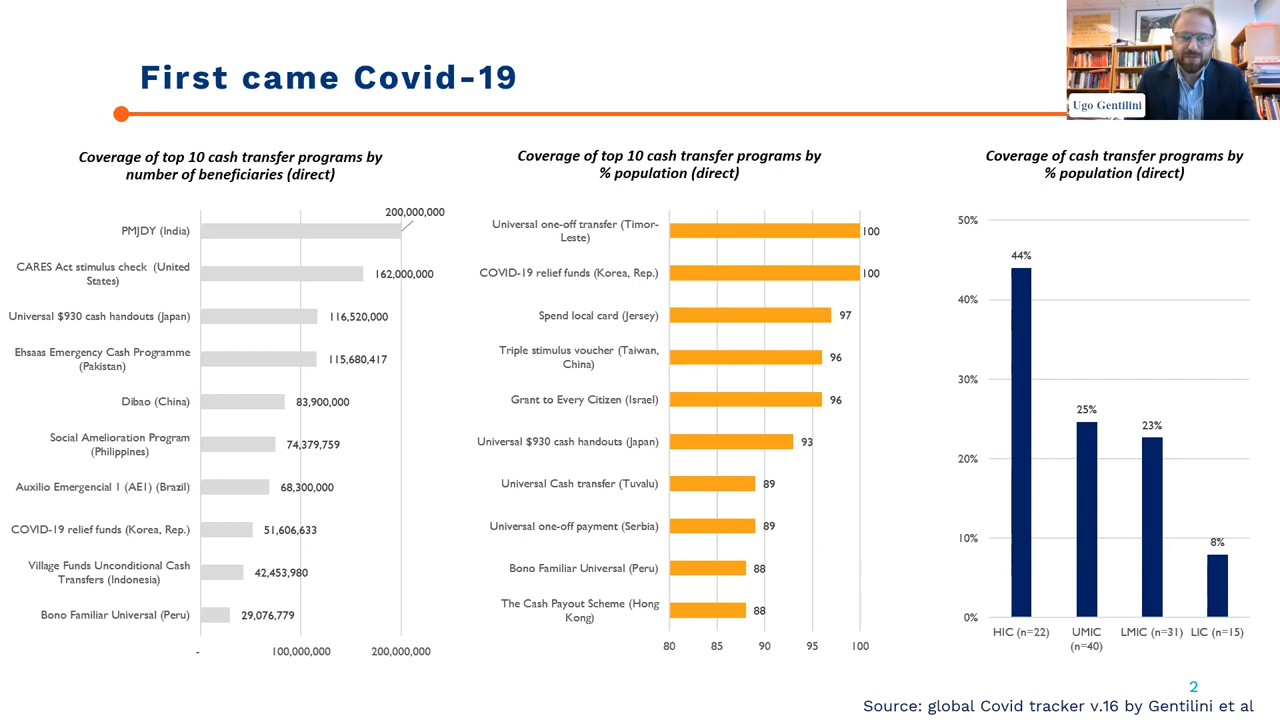 First came Covid-19
Ugo Gentilini
Coverage of top 10 cash transfer programs by
number of beneficiaries (direct)
200,000,000
PMJDY (India)
CARES Act stimulus check (United
States)
162,000,000
Universal $930 cash handouts (Japan)
116,520,000
Ehsaas Emergency Cash Programme
(Pakistan)
115,680,417
Dibao (China)
83,900,000
Social Amelioration Program
(Philippines)
74,379,759
Auxilio Emergencial 1 (AE1) (Brazil)
68,300,000
COVID-19 relief funds (Korea, Rep.)
51,606,633
Village Funds Unconditional Cash
Transfers (Indonesia)
42,453,980
Bono Familiar Universal (Peru)
29,076,779
-
100,000,000
200,000,000
Coverage of top 10 cash transfer programs by
% population (direct)
Universal one-off transfer (Timor-
Leste)
100
COVID-19 relief funds (Korea, Rep.)
100
Spend local card (Jersey)
97
Triple stimulus voucher (Taiwan,
China)
96
Grant to Every Citizen (Israel)
96
Universal $930 cash handouts (Japan)
93
Universal Cash transfer (Tuvalu)
89
Universal one-off payment (Serbia)
89
Bono Familiar Universal (Peru)
88
The Cash Payout Scheme (Hong
Kong)
88
80
85
90
95
100
Coverage of cash transfer programs by
% population (direct)
50%
40%
30%
20%
10%
0%
44%
25%
23%
8%
HIC (n=22)
UMIC
(n=40)
LMIC (n=31)
LIC (n=15)
2
Source: global Covid tracker v.16 by Gentilini et al